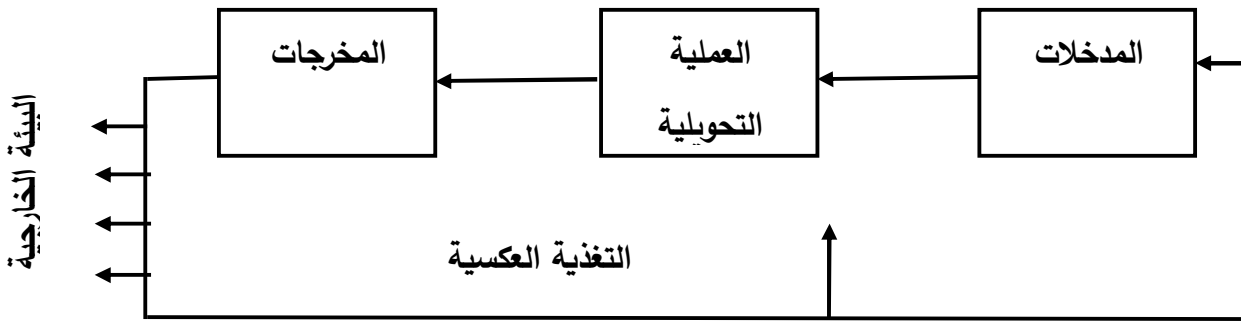 المدخلات
العملية
التحويلية
المخرجات
البيئة الخارجية
التغذية العكسية